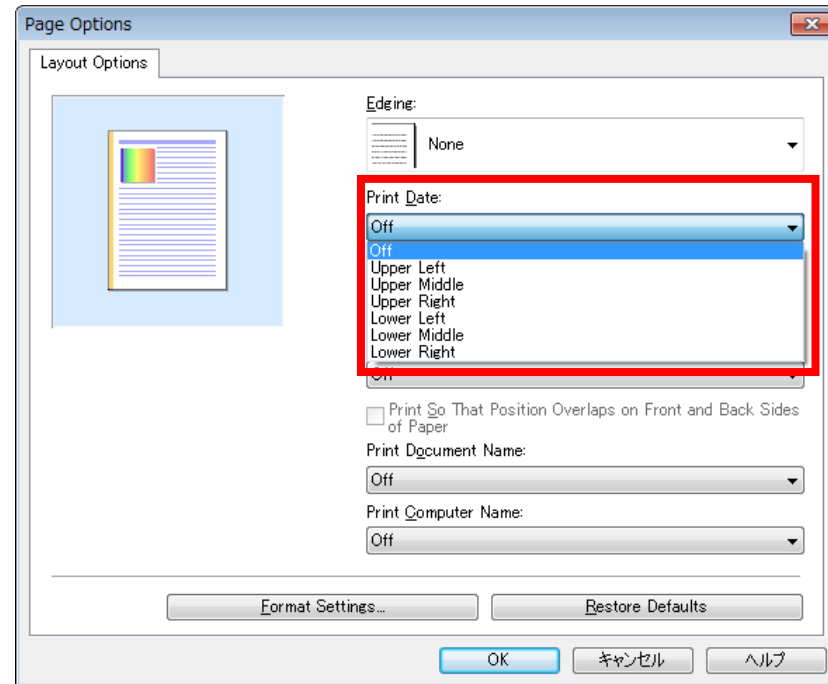 Page Options
Layout Options
Edging:
None
Print Date:
Off
Off
Upper Left
Upper Middle
Upper Right
Lower Left
Lower Middle
Lower Right
Off
Print So That Position Overlaps on Front and Back Sides
of Paper
Print Document Name:
Off
Print Computer Name:
Off
Format Settings...
Restore Defaults
OK
キャンセル
ヘルプ